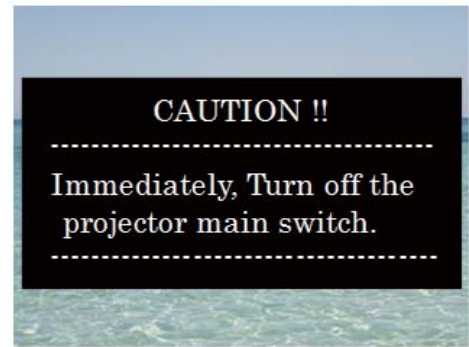 CAUTION !!
Immediately, Turn off the
projector main switch.